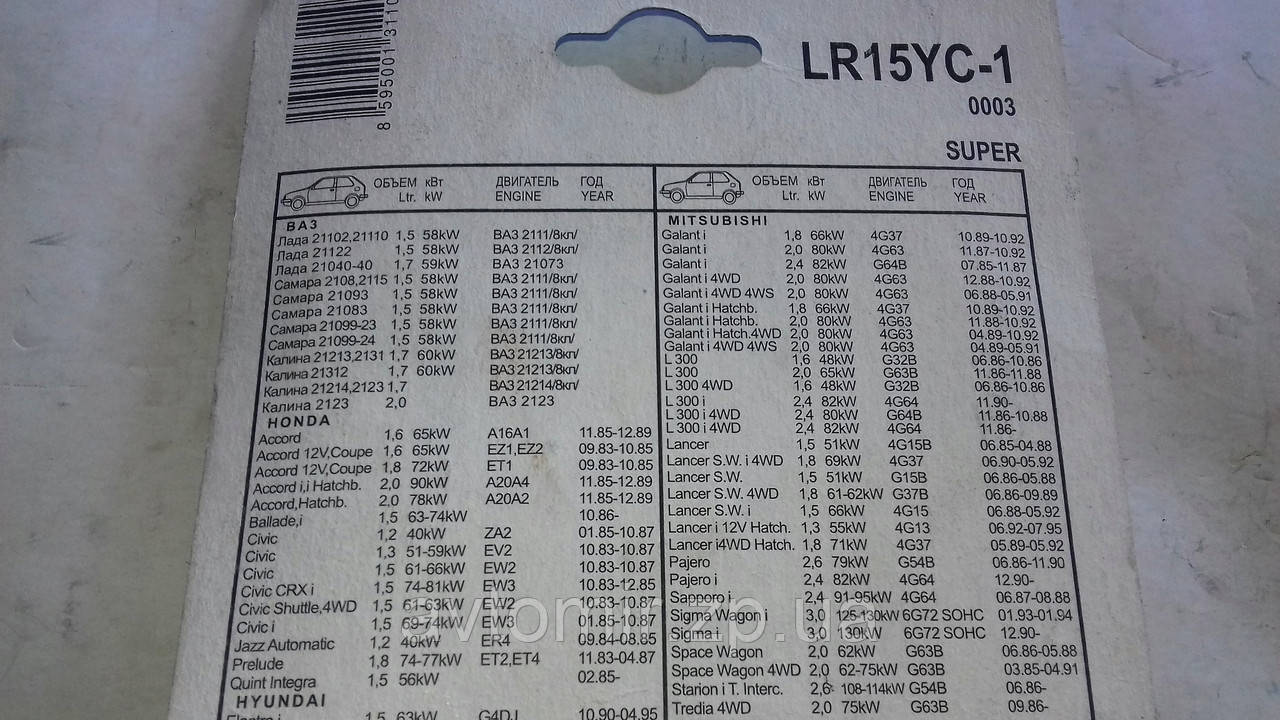 8 595001 3110
LR15YC-1
0003
SUPER
ОБЪЕМ кВт ДВИГАТЕЛЬ ГОД
Ltr. kW ENGINE YEAR
ВАЗ
Лада 21102,21110 1,5 58kW ВАЗ 2111/8кл/
Лада 21122 1,5 58kW ВАЗ 2112/8кл/
Лада 21040-40 1,7 59kW ВАЗ 21073
Самара 2108,2115 1,5 58kW ВАЗ 2111/8кл/
Самара 21093 1,5 58kW ВАЗ 2111/8кл/
Самара 21083 1,5 58kW ВАЗ 2111/8кл/
Самара 21099-23 1,5 58kW ВАЗ 2111/8кл/
Самара 21099-24 1,5 58kW ВАЗ 2111/8кл/
Калина 21213,2131 1,7 60kW ВАЗ 21213/8кл/
Калина 21312 1,7 60kW ВАЗ 21213/8кл/
Калина 21214,2123 1,7 ВАЗ 21214/8кл/
Калина 2123 2,0 ВАЗ 2123
HONDA
Accord 1,6 65kW A16A1 11.85-12.89
Accord 12V,Coupe 1,6 65kW EZ1,EZ2 09.83-10.85
Accord 12V,Coupe 1,8 72kW ET1 09.83-10.85
Accord i,i Hatchb. 2,0 90kW A20A4 11.85-12.89
Accord,Hatchb. 2,0 78kW A20A2 11.85-12.89
Ballade,i 1,5 63-74kW 10.86-
Civic 1,2 40kW ZA2 01.85-10.87
Civic 1,3 51-59kW EV2 10.83-10.87
Civic 1,5 61-66kW EW2 10.83-10.87
Civic CRX i 1,5 74-81kW EW3 10.83-12.85
Civic Shuttle,4WD 1,5 61-63kW EW2 10.83-10.87
Civic i 1,5 69-74kW EW3 01.85-10.87
Jazz Automatic 1,2 40kW ER4 09.84-08.85
Prelude 1,8 74-77kW ET2,ET4 11.83-04.87
Quint Integra 1,5 56kW 02.85-
HYUNDAI
Elantra i 1,5 63kW G4DJ 10.90-04.95
ОБЪЕМ кВт ДВИГАТЕЛЬ ГОД
Ltr. kW ENGINE YEAR
MITSUBISHI
Galant i 1,8 66kW 4G37 10.89-10.92
Galant i 2,0 80kW 4G63 11.87-10.92
Galant i 2,4 82kW G64B 07.85-11.87
Galant i 4WD 2,0 80kW 4G63 12.88-10.92
Galant i 4WD 4WS 2,0 80kW 4G63 06.88-05.91
Galant i Hatchb. 1,8 66kW 4G37 10.89-10.92
Galant i Hatchb. 2,0 80kW 4G63 11.88-10.92
Galant i Hatch.4WD 2,0 80kW 4G63 04.89-10.92
Galant i 4WD 4WS 2,0 80kW 4G63 04.89-05.91
L 300 1,6 48kW G32B 06.86-10.86
L 300 2,0 65kW G63B 11.86-11.88
L 300 4WD 1,6 48kW G32B 06.86-10.86
L 300 i 2,4 82kW 4G64 11.90-
L 300 i 4WD 2,4 80kW G64B 11.86-10.88
L 300 i 4WD 2,4 82kW 4G64 11.86-
Lancer 1,5 51kW 4G15B 06.85-04.88
Lancer S.W. i 4WD 1,8 69kW 4G37 06.90-05.92
Lancer S.W. 1,5 51kW G15B 06.86-05.88
Lancer S.W. 4WD 1,8 61-62kW G37B 06.86-09.89
Lancer S.W. i 1,5 66kW 4G15 06.88-05.92
Lancer i 12V Hatch. 1,3 55kW 4G13 06.92-07.95
Lancer i4WD Hatch. 1,8 71kW 4G37 05.89-05.92
Pajero 2,6 79kW G54B 06.86-11.90
Pajero i 2,4 82kW 4G64 12.90-
Sapporo i 2,4 91-95kW 4G64 06.87-08.88
Sigma Wagon i 3,0 125-130kW 6G72 SOHC 01.93-01.94
Sigma i 3,0 130kW 6G72 SOHC 12.90-
Space Wagon 2,0 62kW G63B 06.86-05.88
Space Wagon 4WD 2,0 62-75kW G63B 03.85-04.91
Starion i T. Interc. 2,6 108-114kW G54B 06.86-
Tredia 4WD 2,0 75kW G63B 09.86-